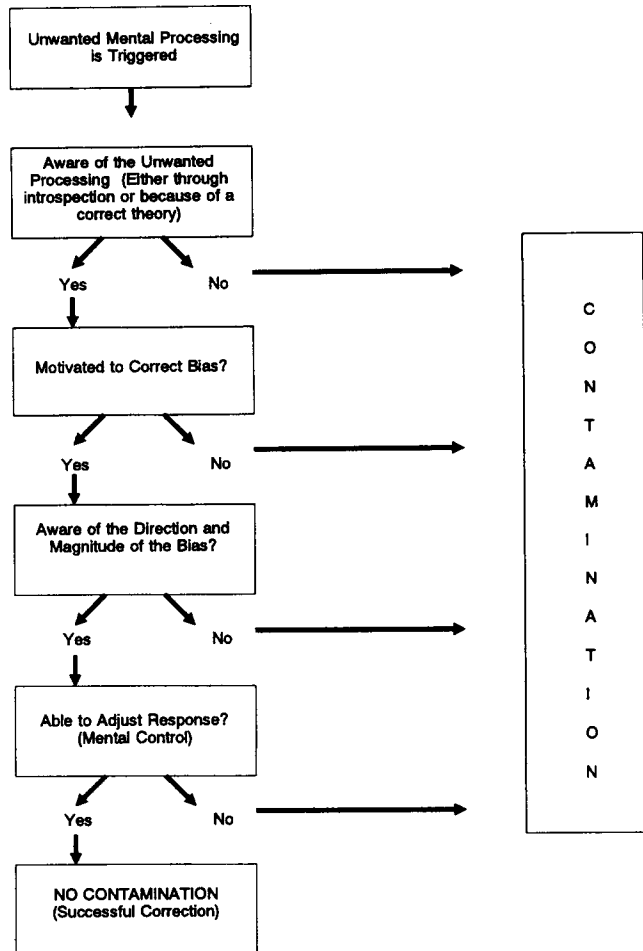 Unwanted Mental Processing
is Triggered
Aware of the Unwanted
Processing (Either through
introspection or because of a
correct theory)
Yes
No
Motivated to Correct Bias?
Yes
No
Aware of the Direction and
Magnitude of the Bias?
Yes
No
Able to Adjust Response?
(Mental Control)
Yes
No
NO CONTAMINATION
(Successful Correction)
C
O
N
T
A
M
I
N
A
T
I
O
N